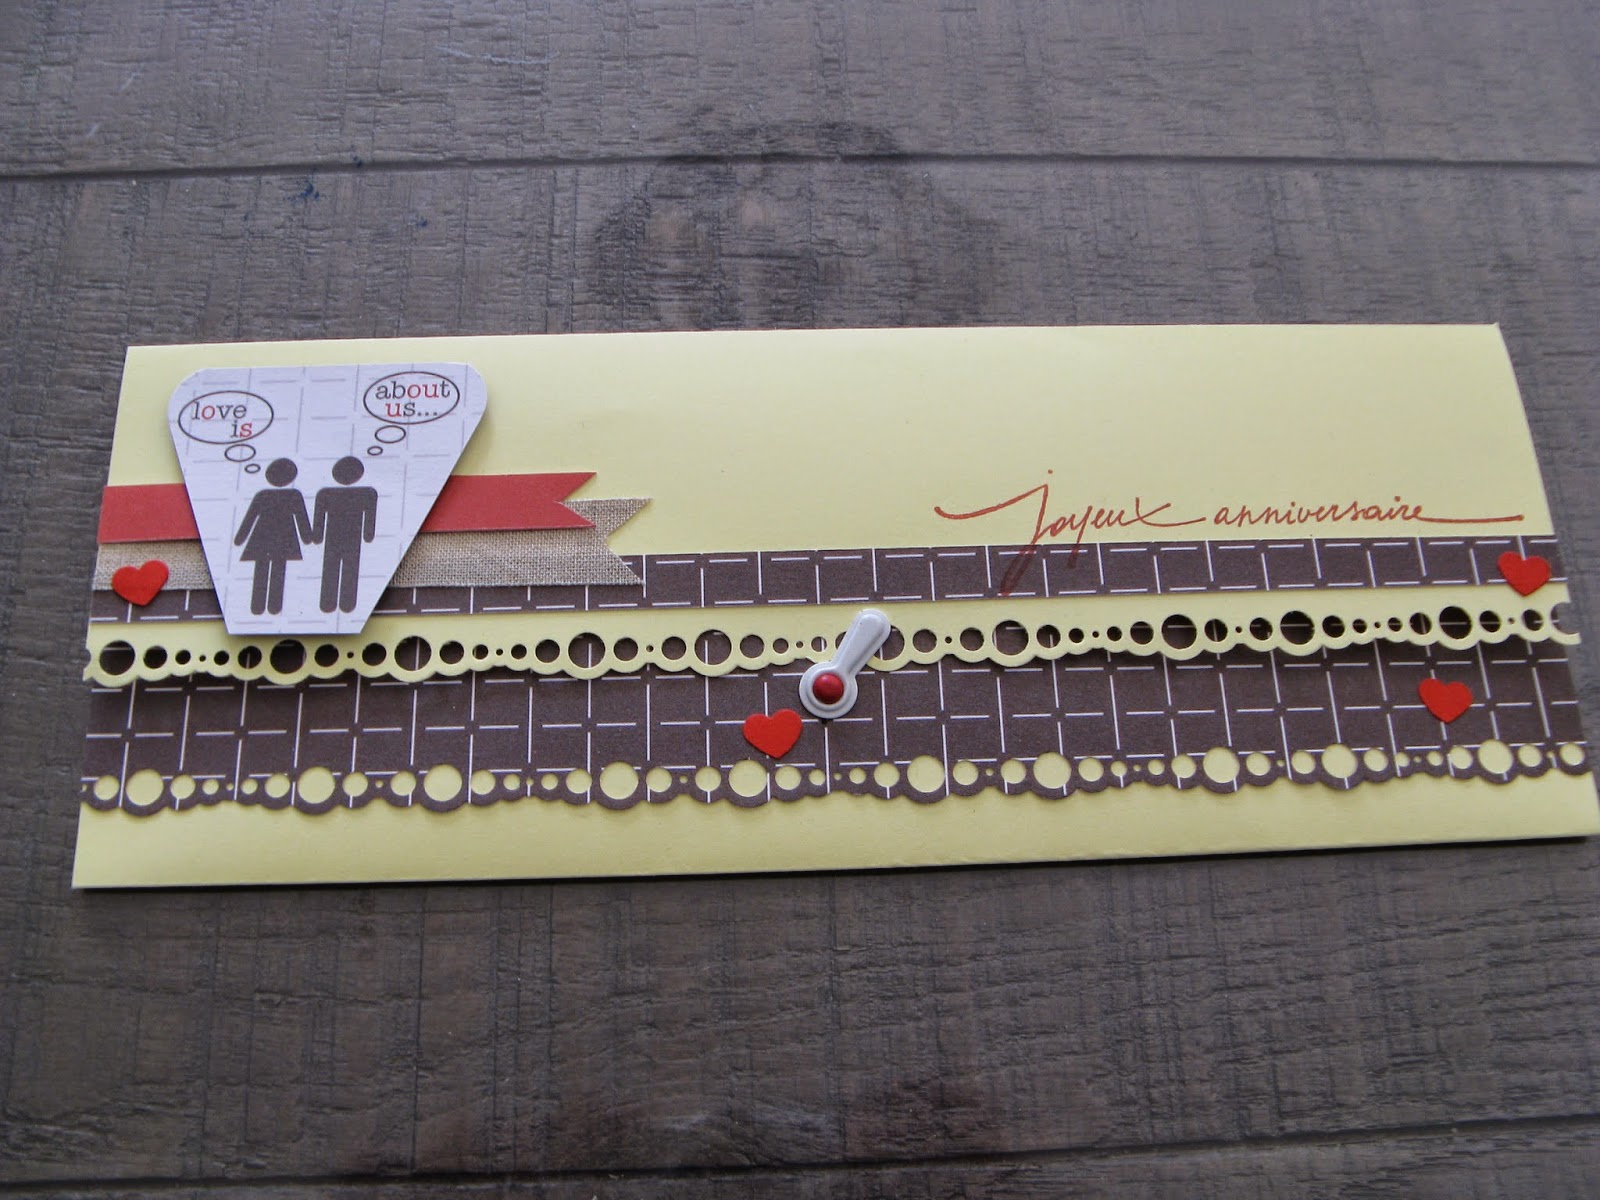 love
is
about
us...
joyeux anniversaire